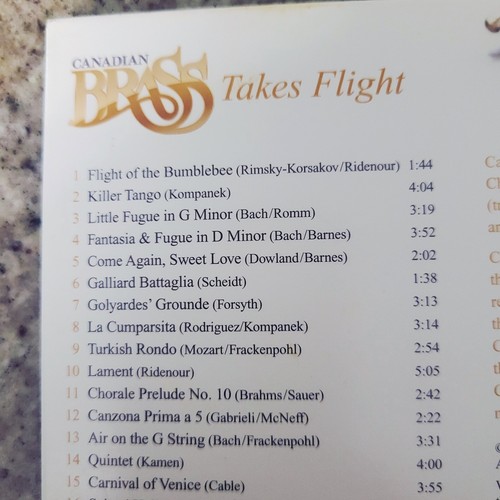 CANADIAN
BRASS Takes Flight
1 Flight of the Bumblebee (Rimsky-Korsakov/Ridenour) 1:44
2 Killer Tango (Kompanek) 4:04
3 Little Fugue in G Minor (Bach/Romm) 3:19
4 Fantasia & Fugue in D Minor (Bach/Barnes) 3:52
5 Come Again, Sweet Love (Dowland/Barnes) 2:02
6 Galliard Battaglia (Scheidt) 1:38
7 Golyardes' Grounde (Forsyth) 3:13
8 La Cumparsita (Rodriguez/Kompanek) 3:14
9 Turkish Rondo (Mozart/Frackenpohl) 2:54
10 Lament (Ridenour) 5:05
11 Chorale Prelude No. 10 (Brahms/Sauer) 2:42
12 Canzona Prima a 5 (Gabrieli/McNeff) 2:22
13 Air on the G String (Bach/Frackenpohl) 3:31
14 Quintet (Kamen) 4:00
15 Carnival of Venice (Cable) 3:55